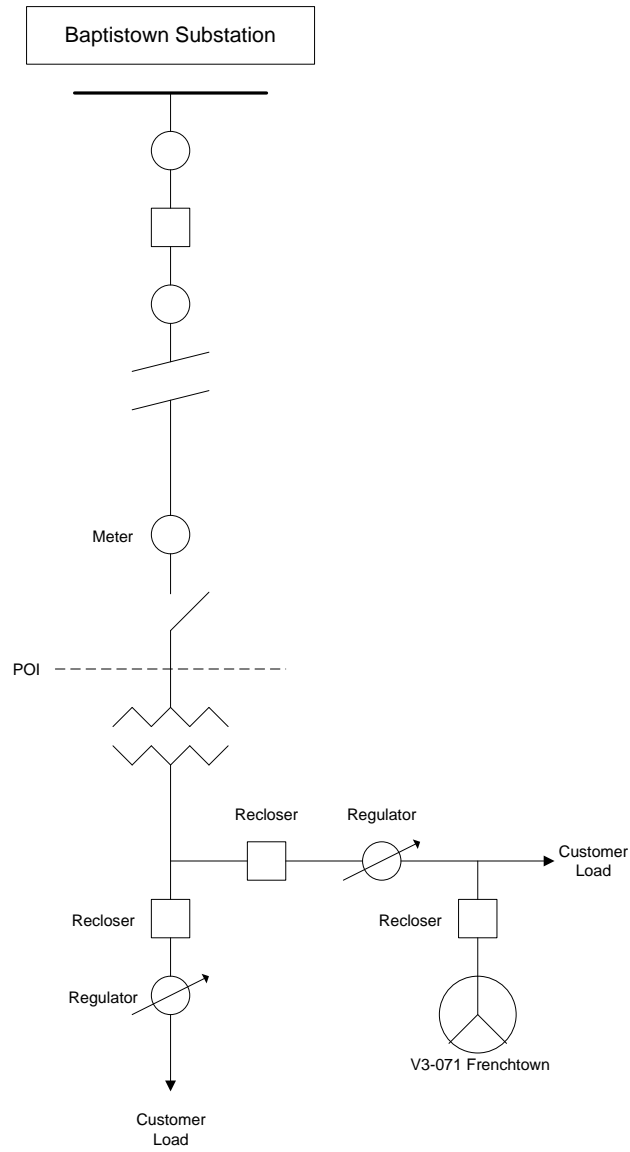 Baptistown Substation
Meter
POI
Recloser
Regulator
Customer
Load
Recloser
Recloser
Regulator
V3-071 Frenchtown
Customer
Load